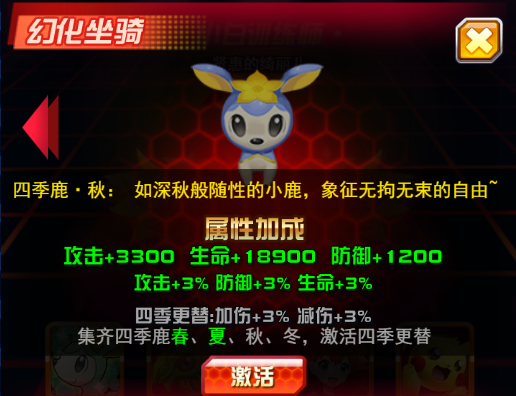 幻化坐骑
四季鹿·秋： 如深秋般随性的小鹿，象征无拘无束的自由~
属性加成
攻击+3300 生命+18900 防御+1200
攻击+3% 防御+3% 生命+3%
四季更替:加伤+3% 减伤+3%
集齐四季鹿春、夏、秋、冬，激活四季更替
激活